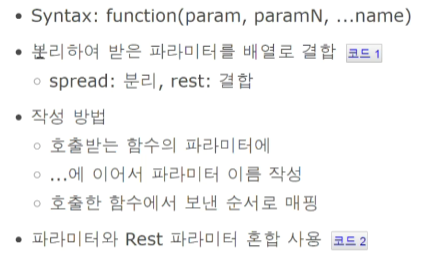 Syntax: function(param, paramN, ...name)
분리하여 받은 파라미터를 배열로 결합 코드 1
spread: 분리, rest: 결합
작성 방법
호출받는 함수의 파라미터에
...에 이어서 파라미터 이름 작성
호출한 함수에서 보낸 순서로 매핑
파라미터와 Rest 파라미터 혼합 사용 코드 2